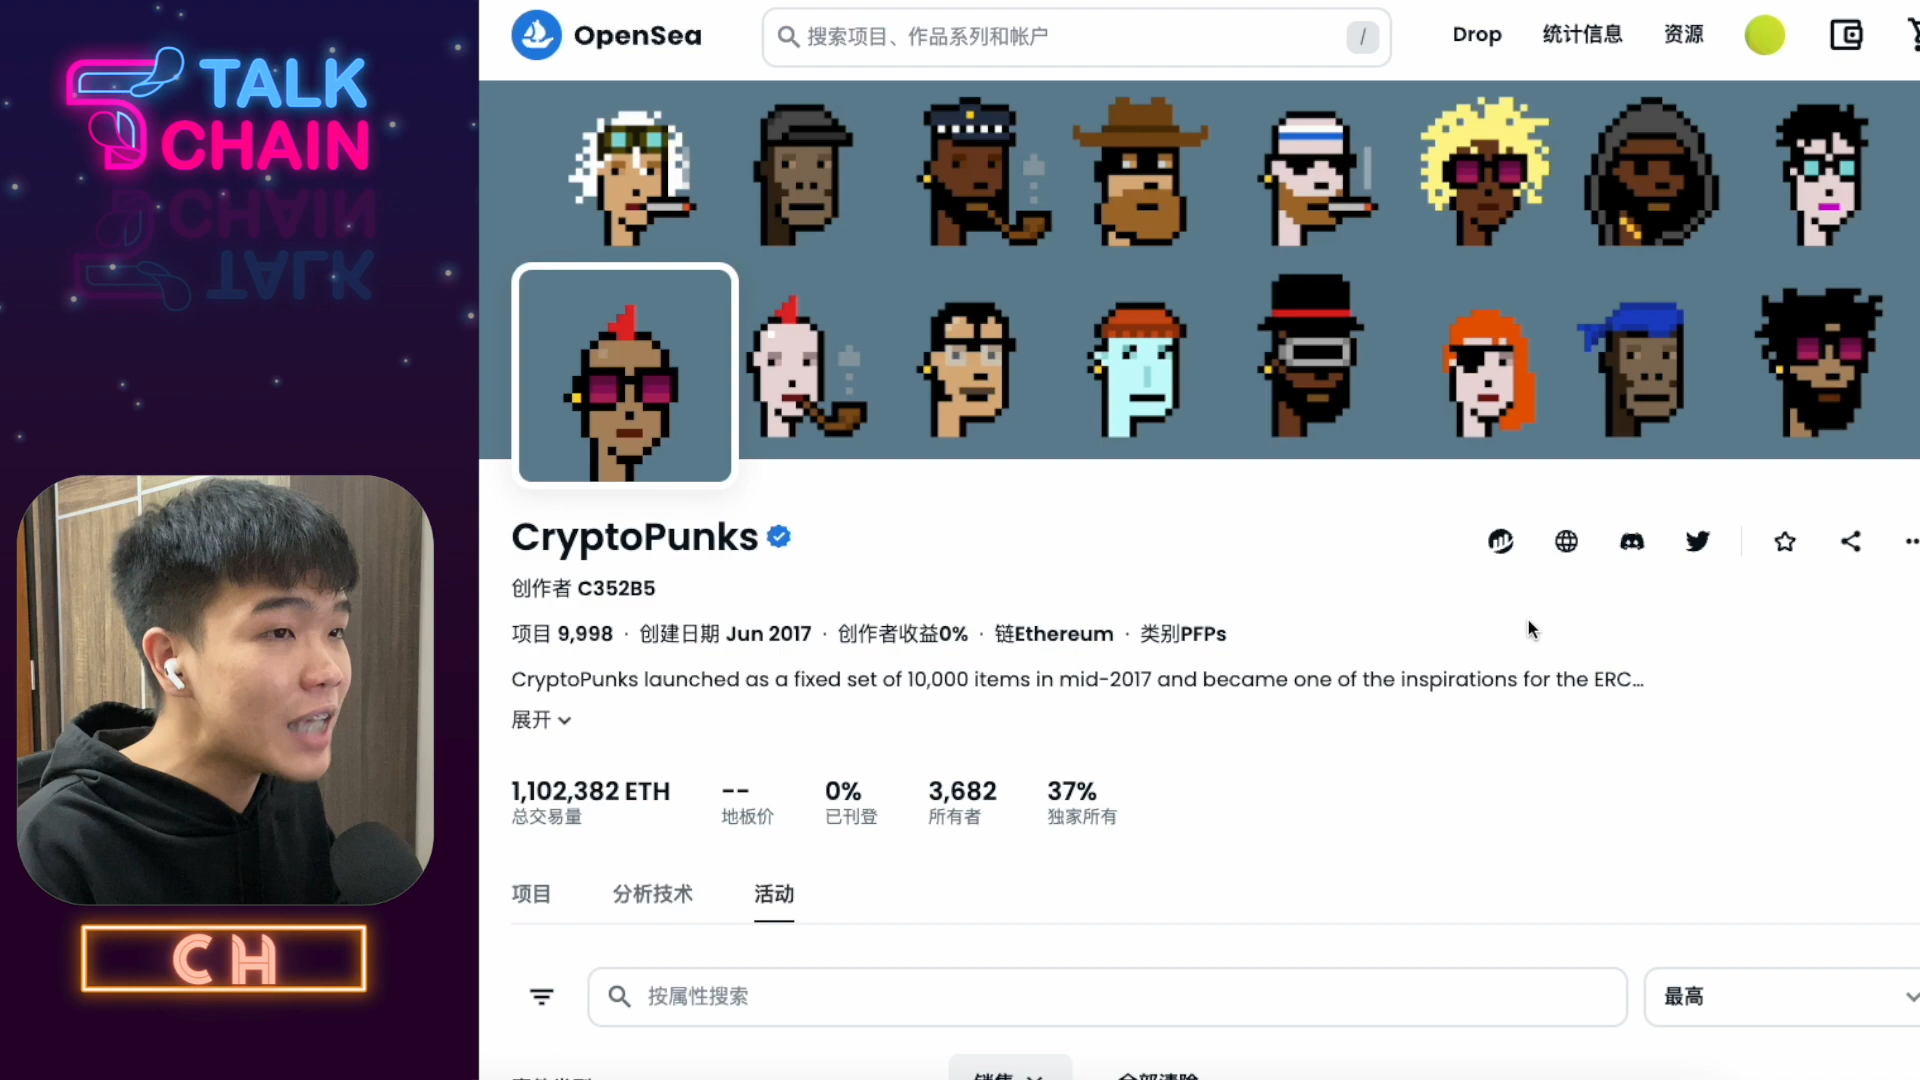 TALK
CHAIN
CH
OpenSea
搜索项目、作品系列和帐户
/
Drop
统计信息
资源
CryptoPunks
创作者 C352B5
项目 9,998 · 创建日期 Jun 2017 · 创作者收益0% · 链Ethereum · 类别PFPs
CryptoPunks launched as a fixed set of 10,000 items in mid-2017 and became one of the inspirations for the ERC...
展开
1,102,382 ETH
总交易量
--
地板价
0%
已刊登
3,682
所有者
37%
独家所有
项目
分析技术
活动
按属性搜索
最高